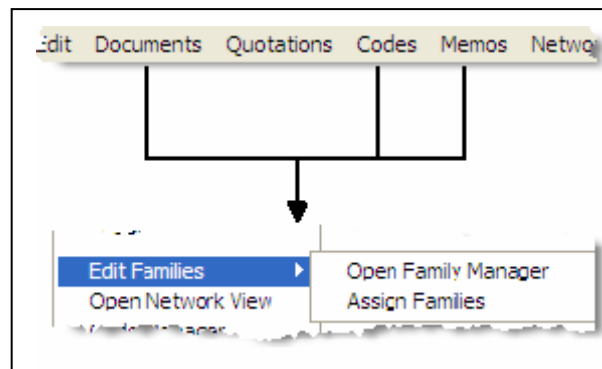 Edit Documents Quotations Codes Memos
Edit Families Open Family Manager
Open Network View Assign Families